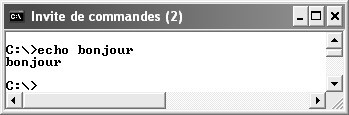 Invite de commandes (2)
C:\>echo bonjour
bonjour
C:\>